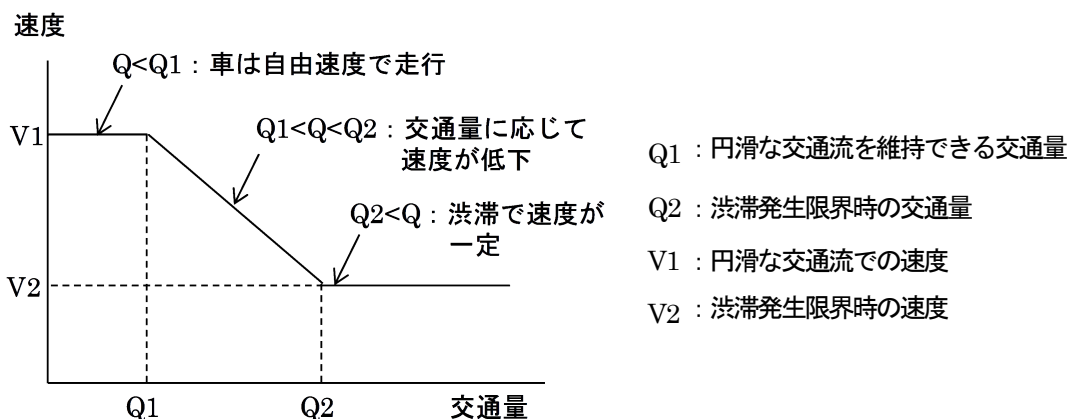 速度
Q<Q1：車は自由速度で走行
V1
Q1<Q<Q2：交通量に応じて
速度が低下
Q2<Q：渋滞で速度が
一定
V2
Q1
Q2
交通量
Q1：円滑な交通流を維持できる交通量
Q2：渋滞発生限界時の交通量
V1：円滑な交通流での速度
V2：渋滞発生限界時の速度